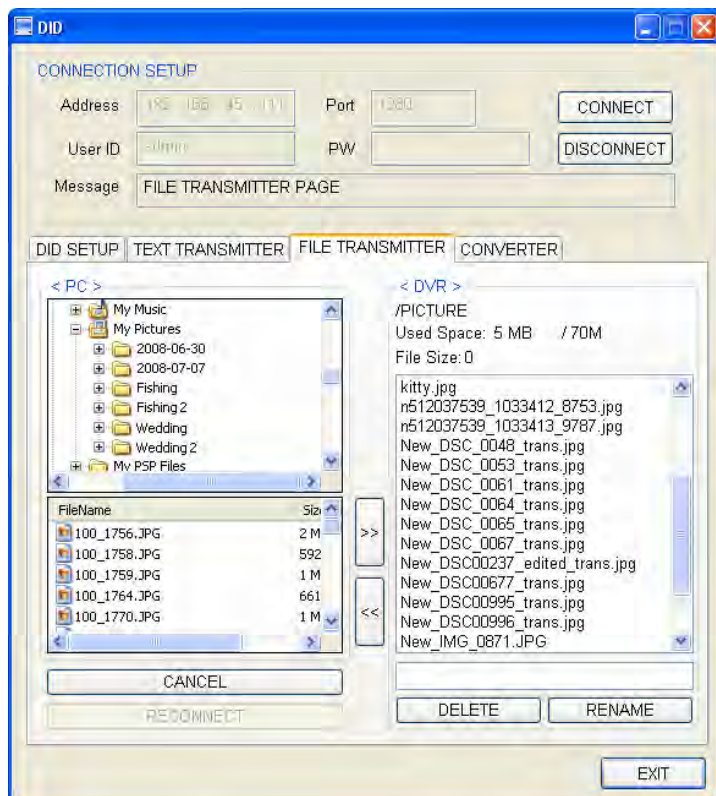 DID
CONNECTION SETUP
Address Port 1280 CONNECT
User ID admin PW DISCONNECT
Message FILE TRANSMITTER PAGE
DID SETUP TEXT TRANSMITTER FILE TRANSMITTER CONVERTER
< PC >
My Music
My Pictures
2008-06-30
2008-07-07
Fishing
Fishing 2
Wedding
Wedding 2
My PSP Files
FileName Siz
100_1756.JPG 2 M
100_1758.JPG 592
100_1759.JPG 1 M
100_1764.JPG 661
100_1770.JPG 1 M
CANCEL
RECONNECT
>>
<<
< DVR >
/PICTURE
Used Space: 5 MB / 70M
File Size: 0
kitty.jpg
n512037539_1033412_8753.jpg
n512037539_1033413_9787.jpg
New_DSC_0048_trans.jpg
New_DSC_0053_trans.jpg
New_DSC_0061_trans.jpg
New_DSC_0064_trans.jpg
New_DSC_0065_trans.jpg
New_DSC_0067_trans.jpg
New_DSC00237_edited_trans.jpg
New_DSC00677_trans.jpg
New_DSC00995_trans.jpg
New_DSC00996_trans.jpg
New_IMG_0871.JPG
DELETE RENAME
EXIT